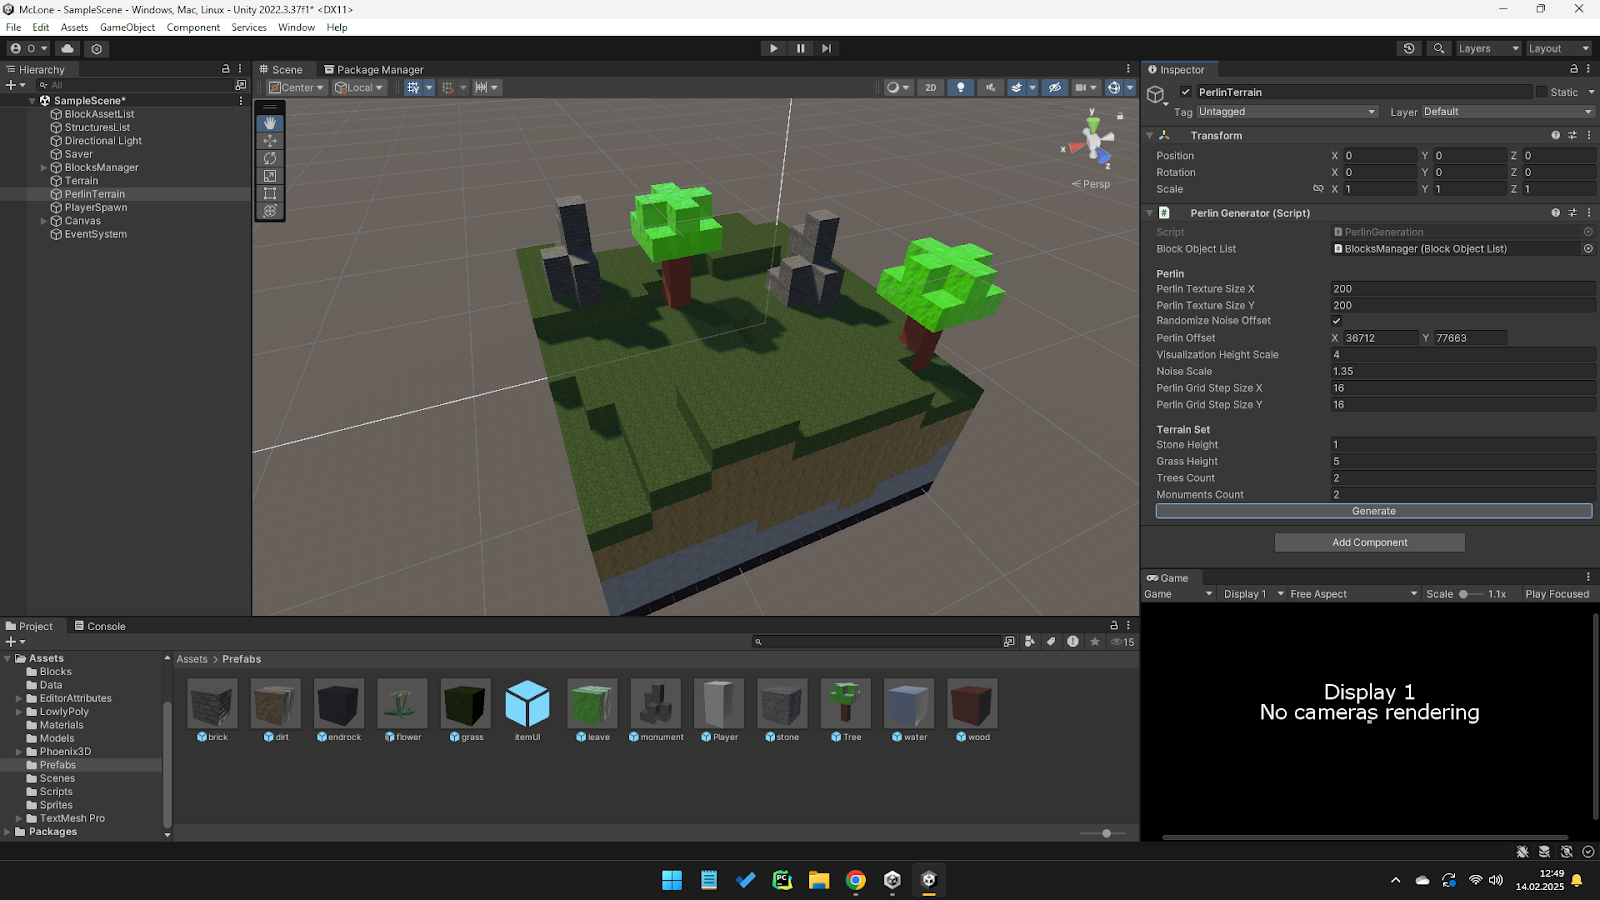 McLone - SampleScene - Windows, Mac, Linux - Unity 2022.3.37f1* <DX11>
File Edit Assets GameObject Component Services Window Help
O Layers Layout
Hierarchy
All
SampleScene*
BlockAssetList
StructuresList
Directional Light
Saver
BlocksManager
Terrain
PerlinTerrain
PlayerSpawn
Canvas
EventSystem
Scene Package Manager
Center Local 2D
y
x
z
Persp
Inspector
PerlinTerrain Static
Tag Untagged Layer Default
Transform
Position X 0 Y 0 Z 0
Rotation X 0 Y 0 Z 0
Scale X 1 Y 1 Z 1
# Perlin Generator (Script)
Script PerlinGeneration
Block Object List BlocksManager (Block Object List)
Perlin
Perlin Texture Size X 200
Perlin Texture Size Y 200
Randomize Noise Offset
Perlin Offset X 36712 Y 77663
Visualization Height Scale 4
Noise Scale 1.35
Perlin Grid Step Size X 16
Perlin Grid Step Size Y 16
Terrain Set
Stone Height 1
Grass Height 5
Trees Count 2
Monuments Count 2
Generate
Add Component
Game
Game Display 1 Free Aspect Scale 1.1x Play Focused
Display 1
No cameras rendering
Project Console
15
Assets
Blocks
Data
EditorAttributes
LowlyPoly
Materials
Models
Phoenix3D
Prefabs
Scenes
Scripts
Sprites
TextMesh Pro
Packages
Assets > Prefabs
brick dirt endrock flower grass itemUI leave monument Player stone Tree water wood
PC
12:49
14.02.2025